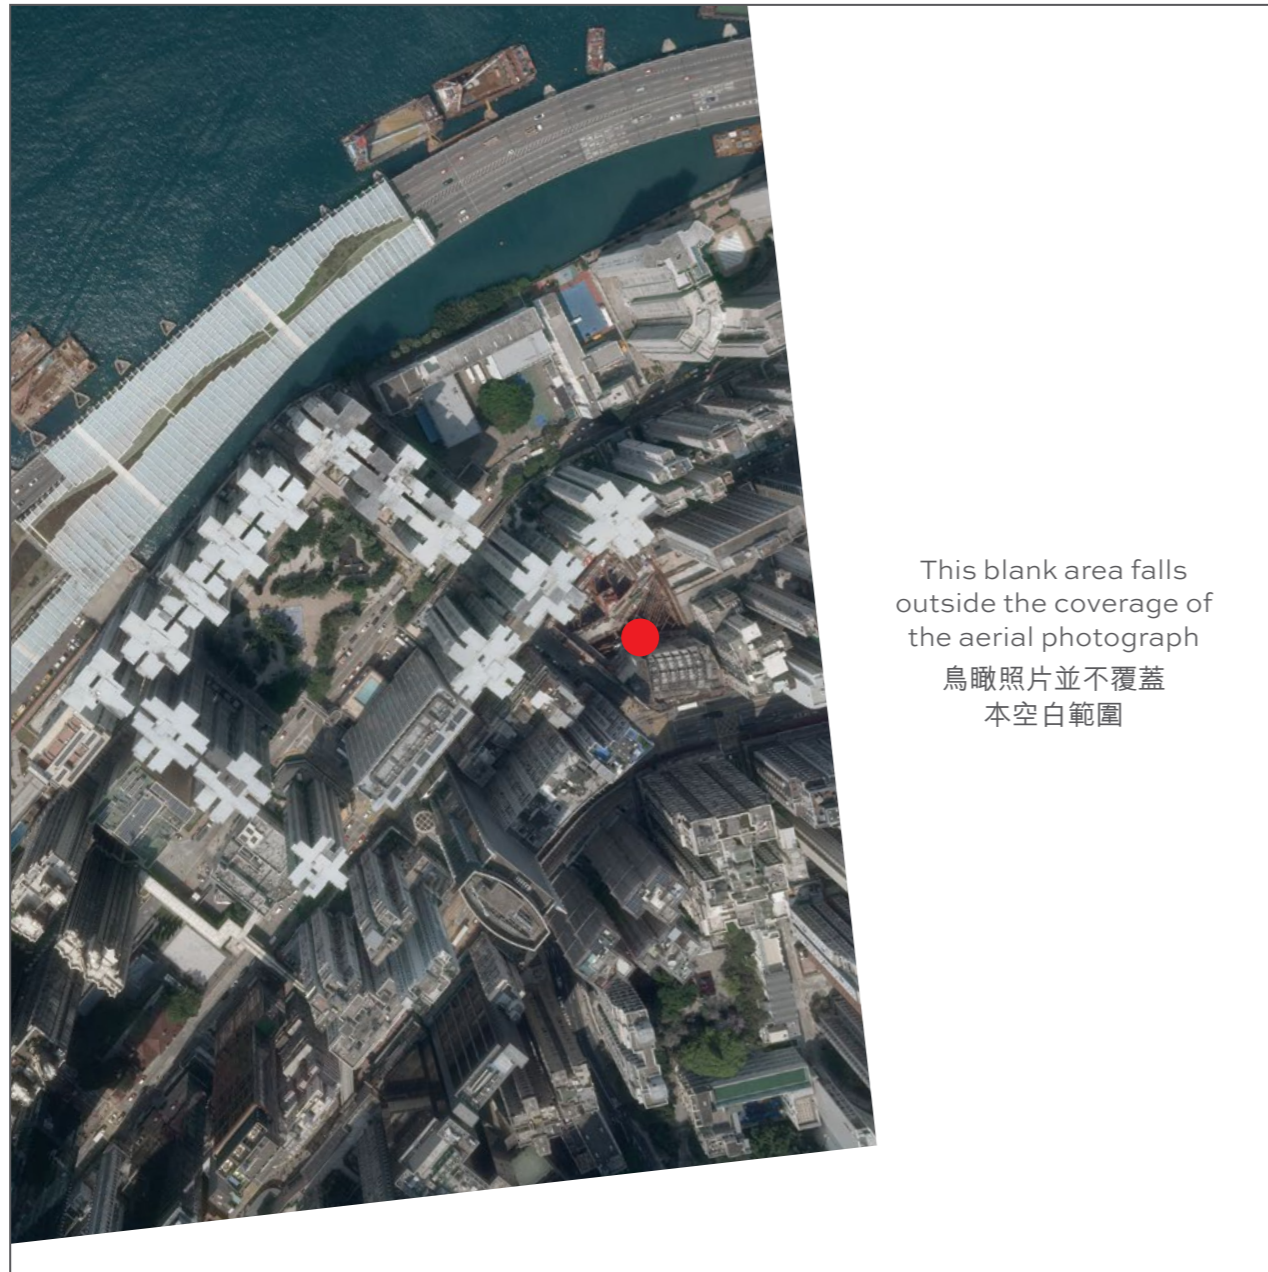 This blank area falls
outside the coverage of
the aerial photograph
鳥瞰照片並不覆蓋
本空白範圍